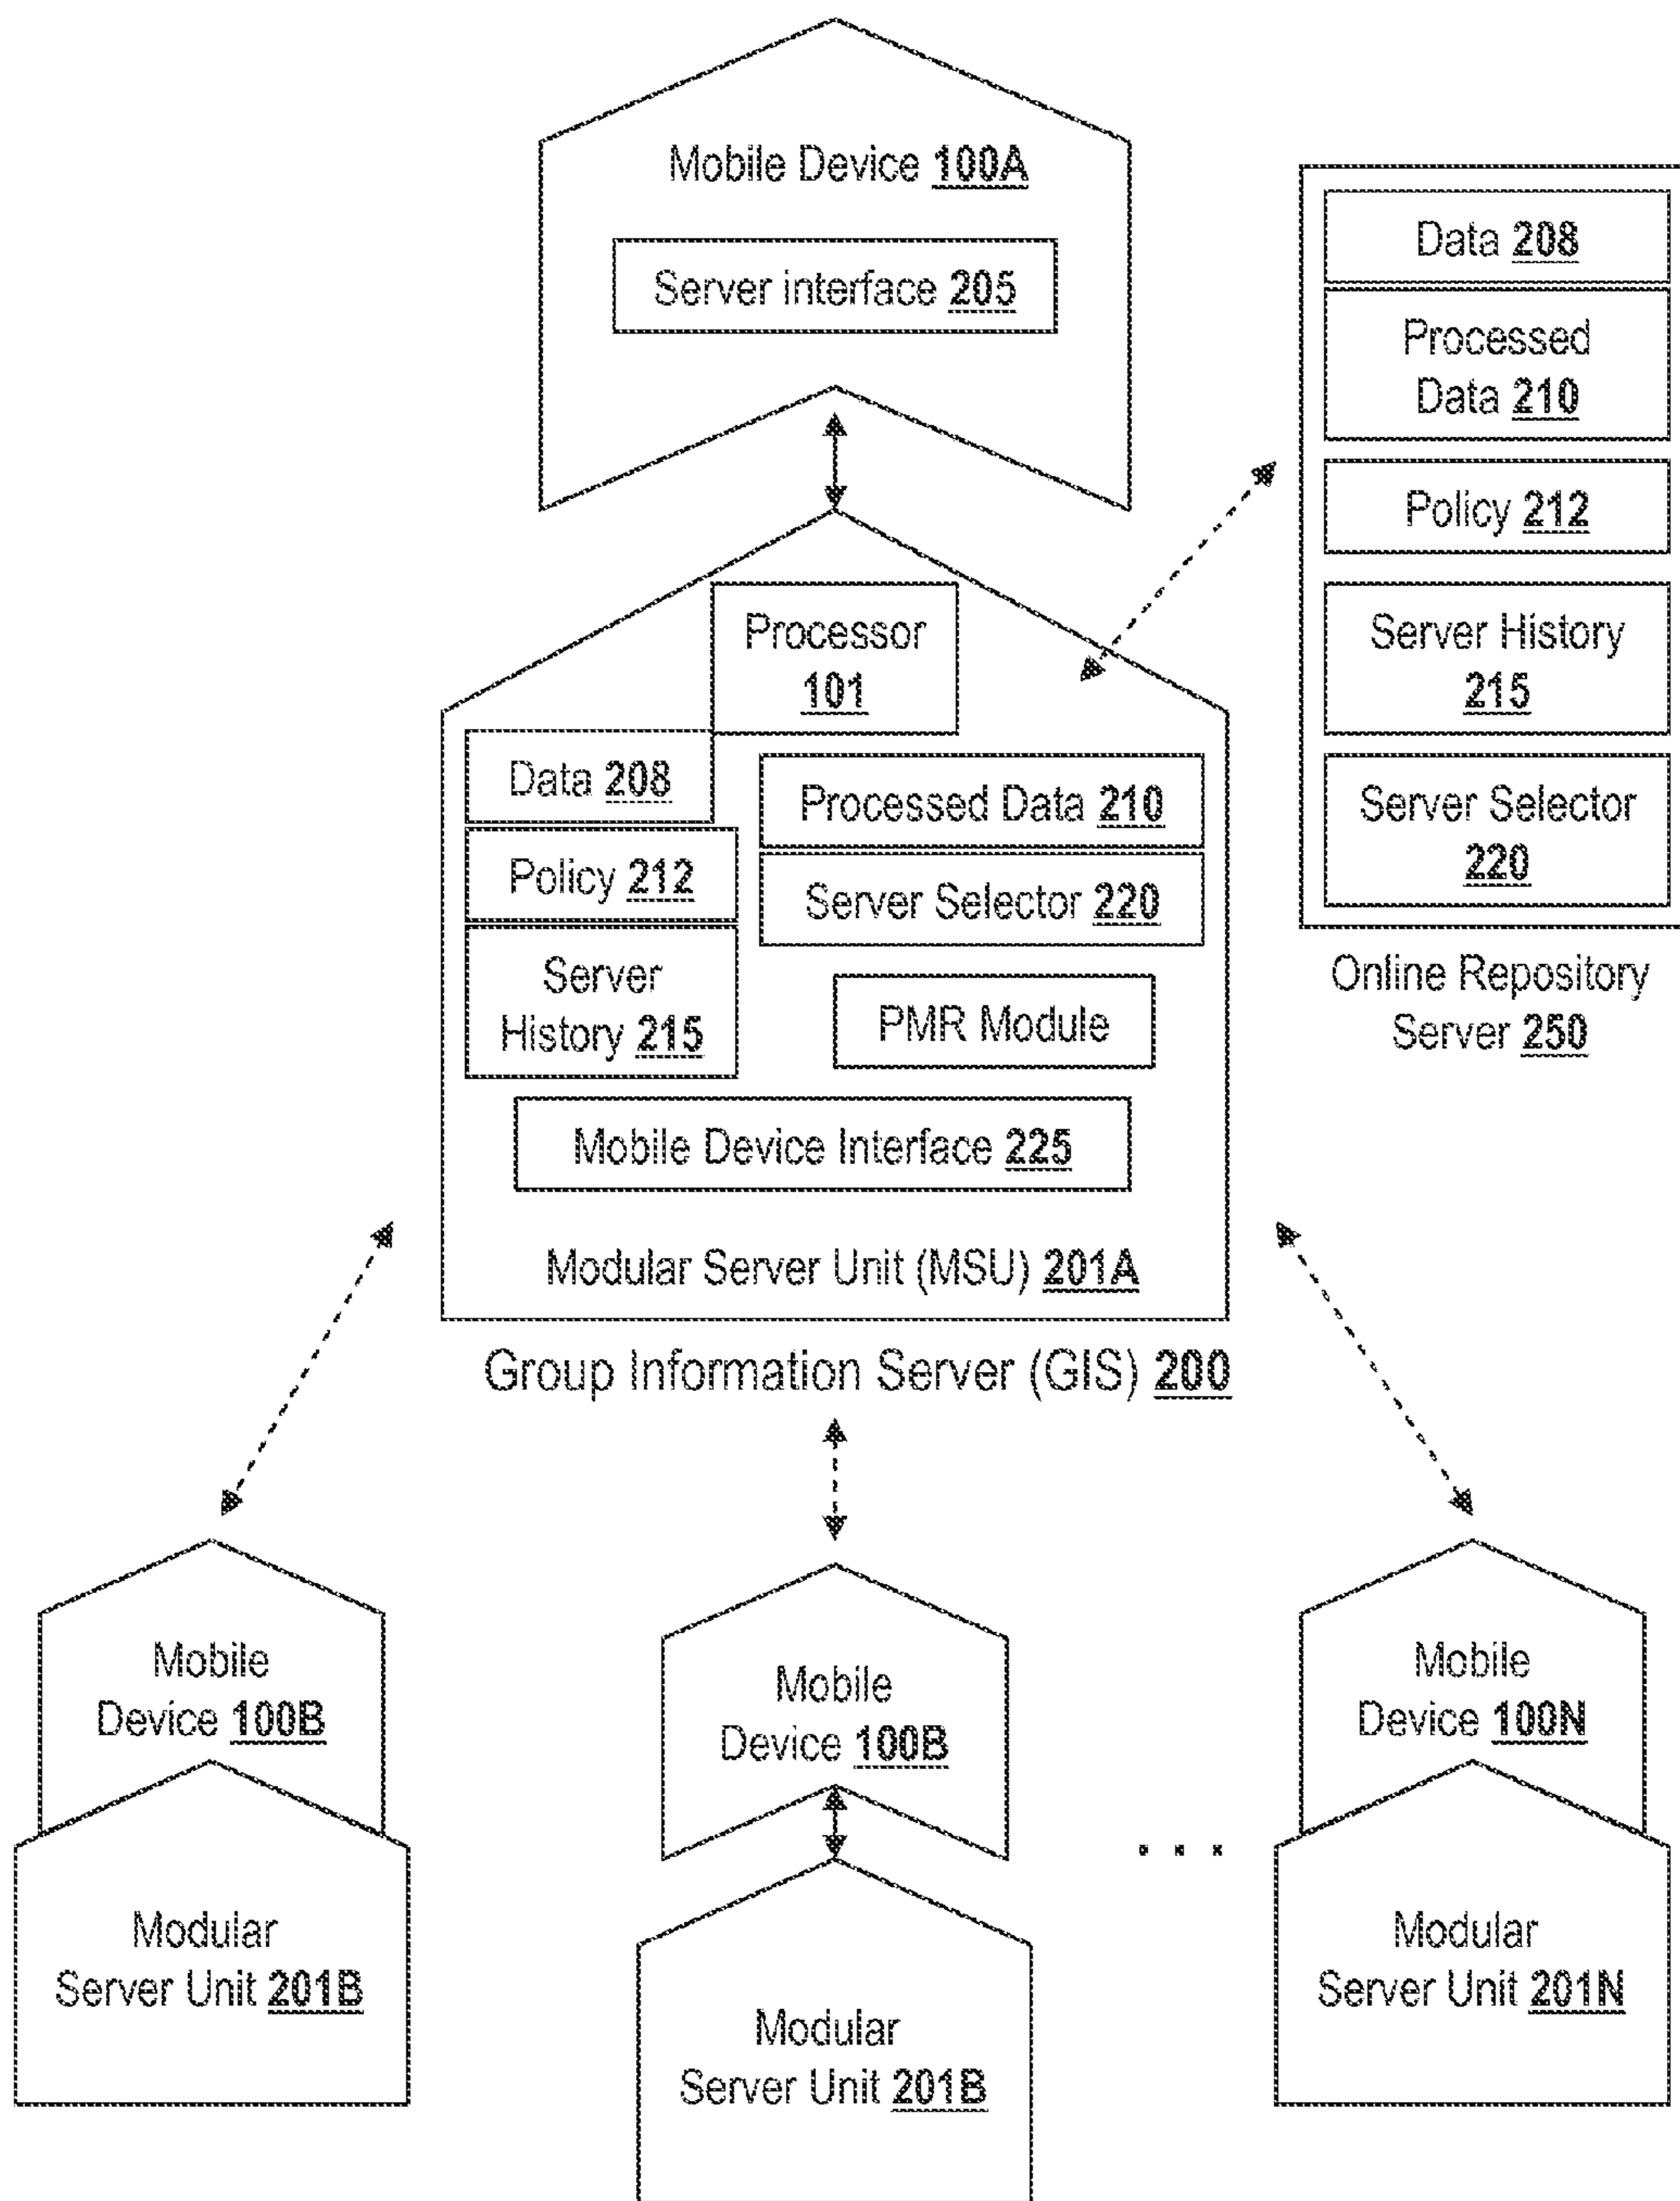 Mobile Device 100A
Server interface 205
Data 208
Processed
Data 210
Policy 212
Server History
215
Server Selector
220
Online Repository
Server 250
Processor
101
Data 208
Processed Data 210
Policy 212
Server Selector 220
Server
History 215
PMR Module
Mobile Device Interface 225
Modular Server Unit (MSU) 201A
Group Information Server (GIS) 200
Mobile
Device 100B
Modular
Server Unit 201B
Mobile
Device 100B
Modular
Server Unit 201B
. . .
Mobile
Device 100N
Modular
Server Unit 201N